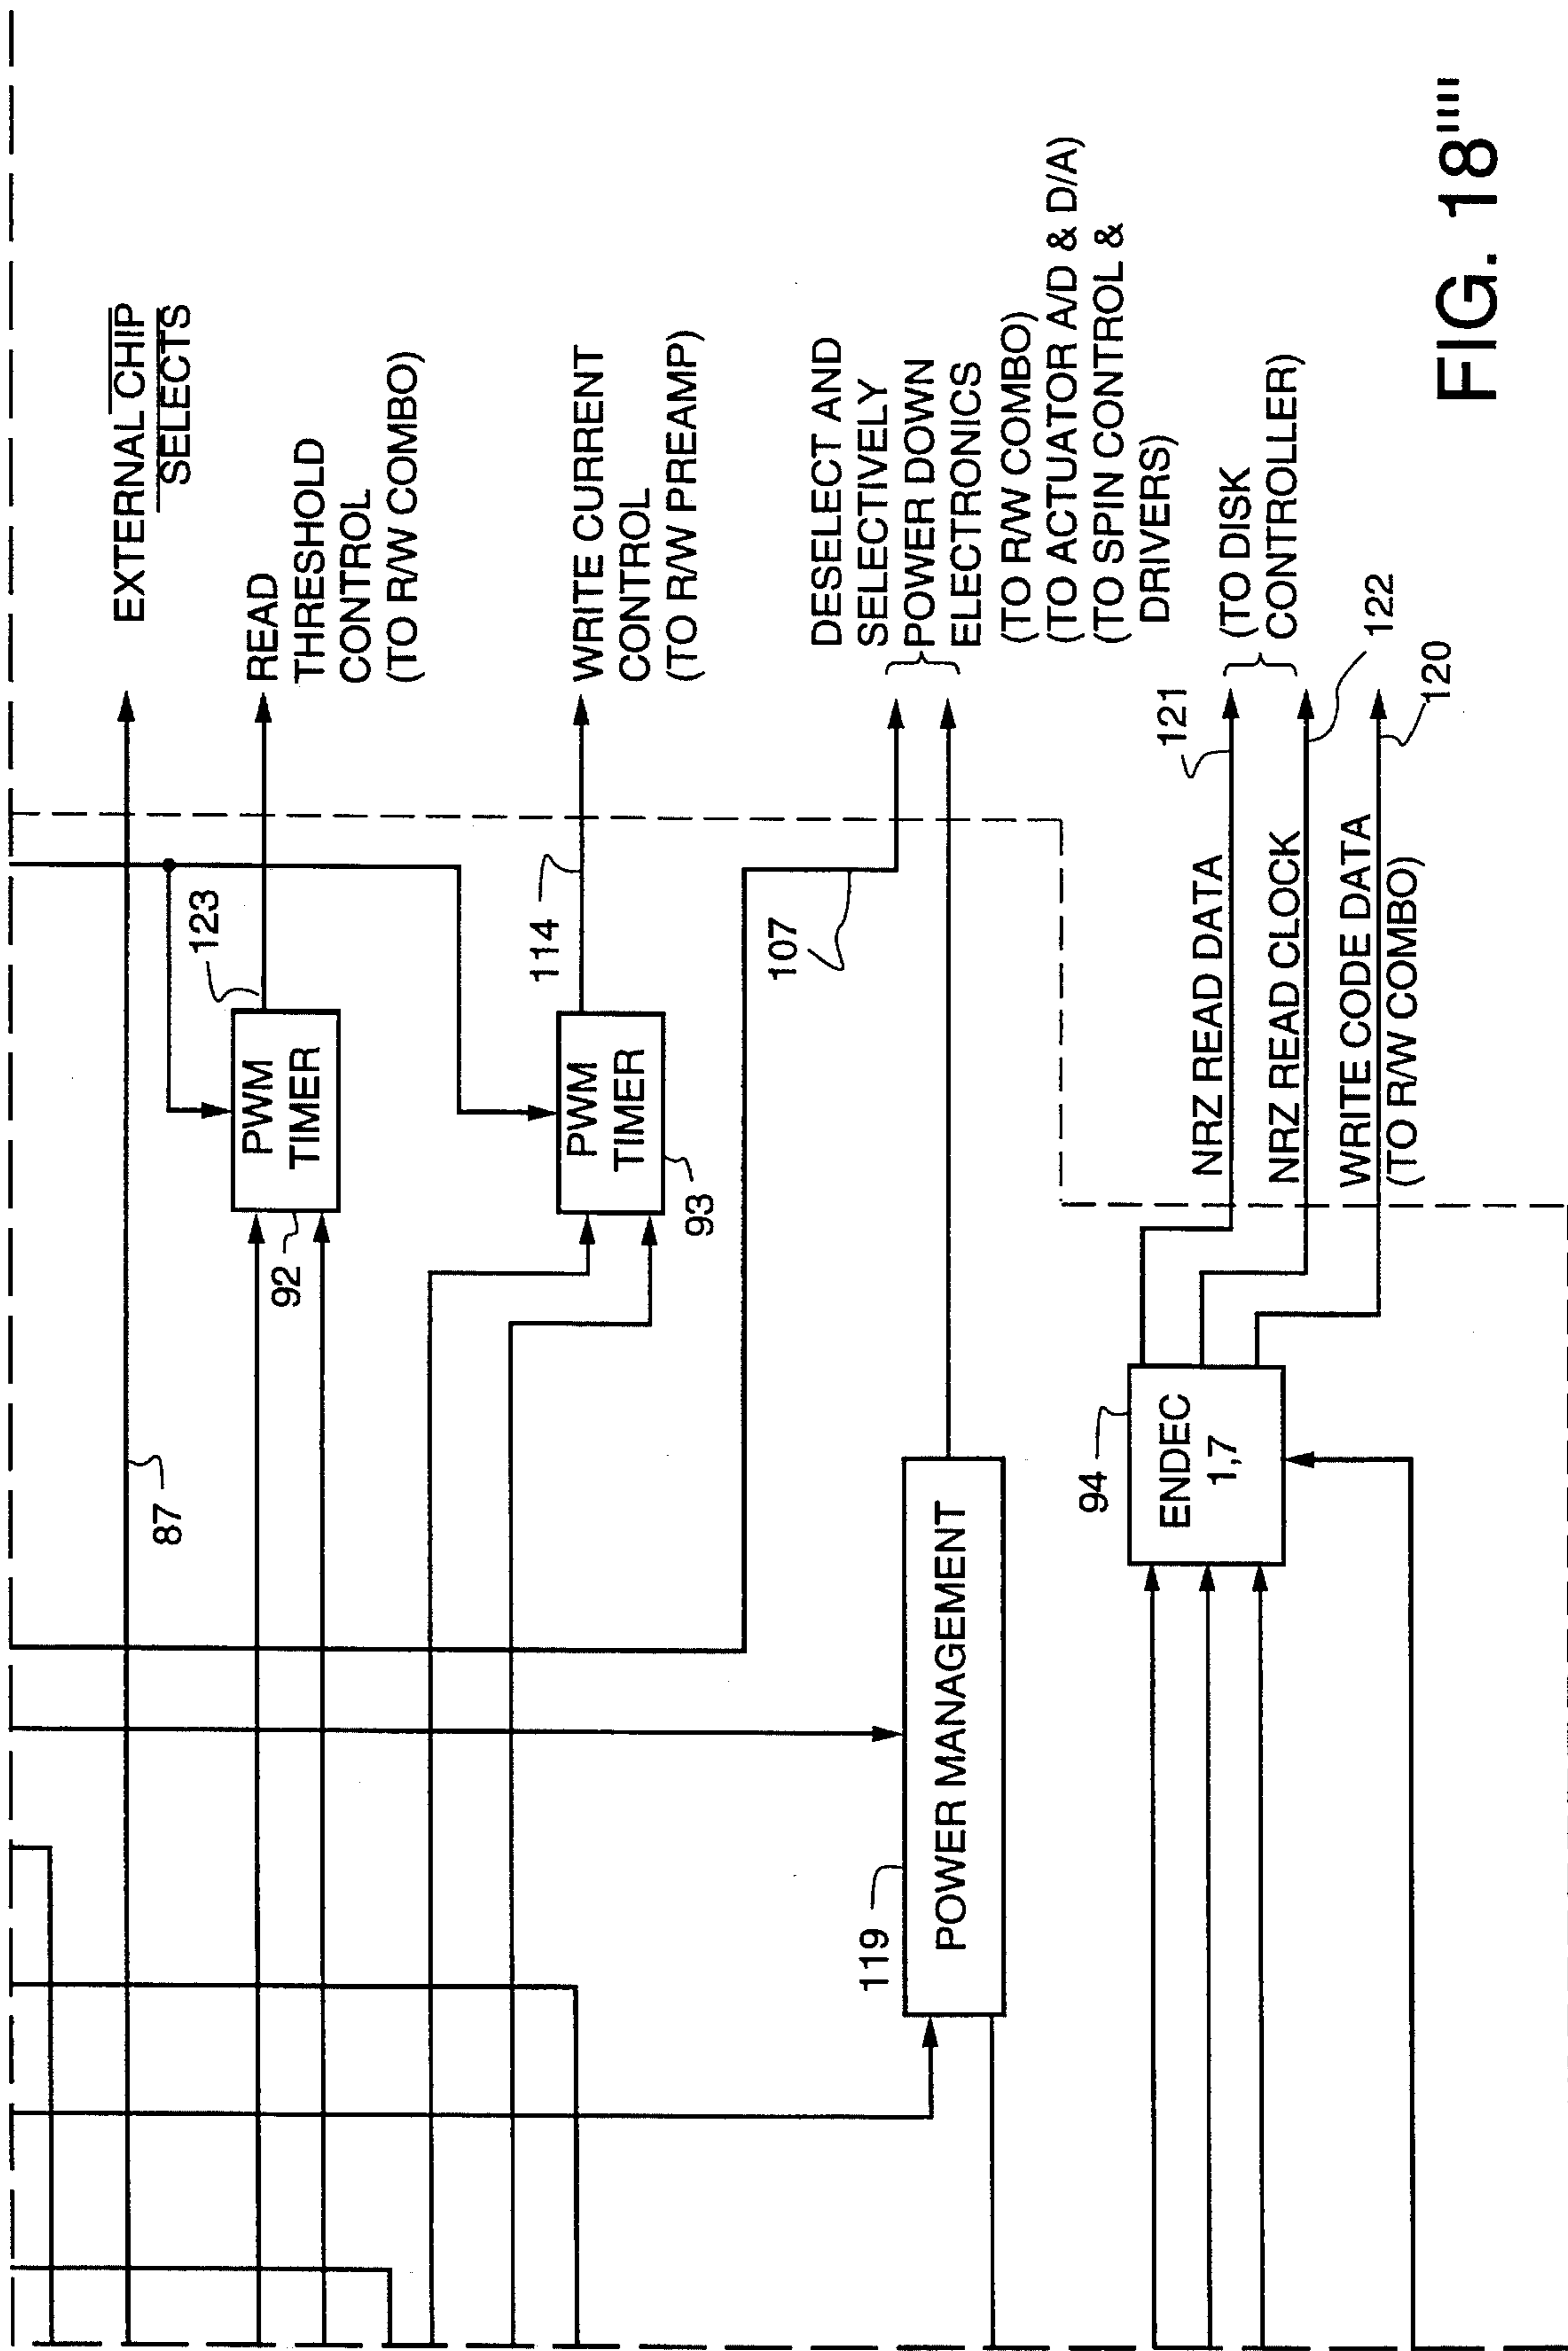 EXTERNAL CHIP
SELECTS
87
READ
THRESHOLD
CONTROL
(TO R/W COMBO)
123
PWM
TIMER
92
WRITE CURRENT
CONTROL
(TO R/W PREAMP)
114
PWM
TIMER
93
107
DESELECT AND
SELECTIVELY
POWER DOWN
ELECTRONICS
(TO R/W COMBO)
(TO ACTUATOR A/D & D/A)
(TO SPIN CONTROL &
DRIVERS)
119
POWER MANAGEMENT
94
ENDEC
1,7
NRZ READ DATA
121
(TO DISK
CONTROLLER)
NRZ READ CLOCK
122
WRITE CODE DATA
(TO R/W COMBO)
120
FIG. 18''''